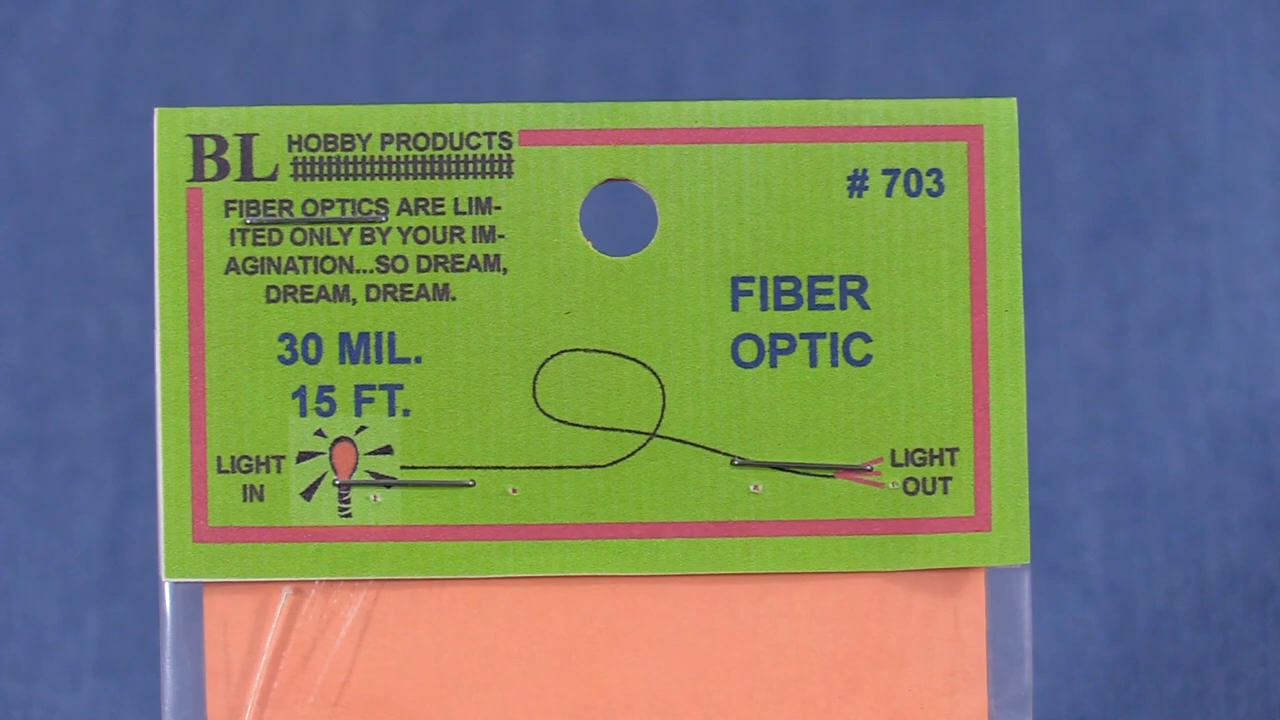 BL HOBBY PRODUCTS
# 703
FIBER OPTICS ARE LIM-
ITED ONLY BY YOUR IM-
AGINATION...SO DREAM,
DREAM, DREAM.
30 MIL.
15 FT.
FIBER
OPTIC
LIGHT
IN
LIGHT
OUT